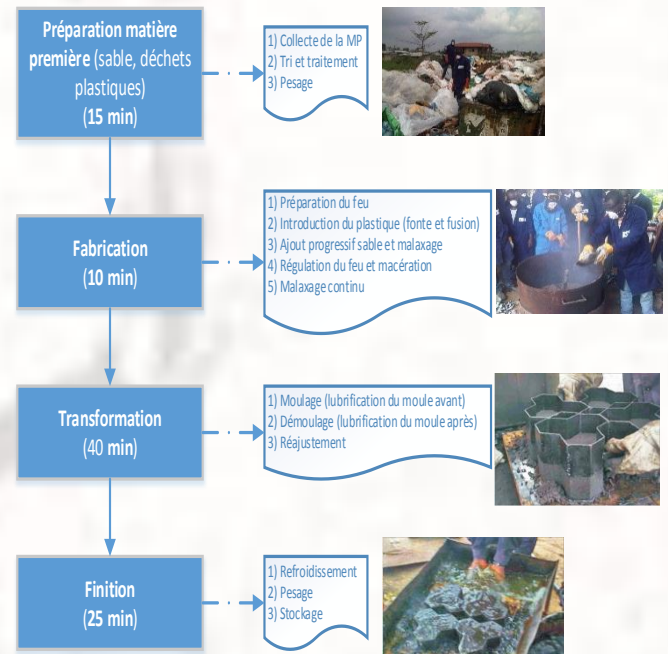 Préparation matière
première (sable, déchets
plastiques)
(15 min)
1) Collecte de la MP
2) Tri et traitement
3) Pesage
Fabrication
(10 min)
1) Préparation du feu
2) Introduction du plastique (fonte et fusion)
3) Ajout progressif sable et malaxage
4) Régulation du feu et macération
5) Malaxage continu
Transformation
(40 min)
1) Moulage (lubrification du moule avant)
2) Démoulage (lubrification du moule après)
3) Réajustement
Finition
(25 min)
1) Refroidissement
2) Pesage
3) Stockage